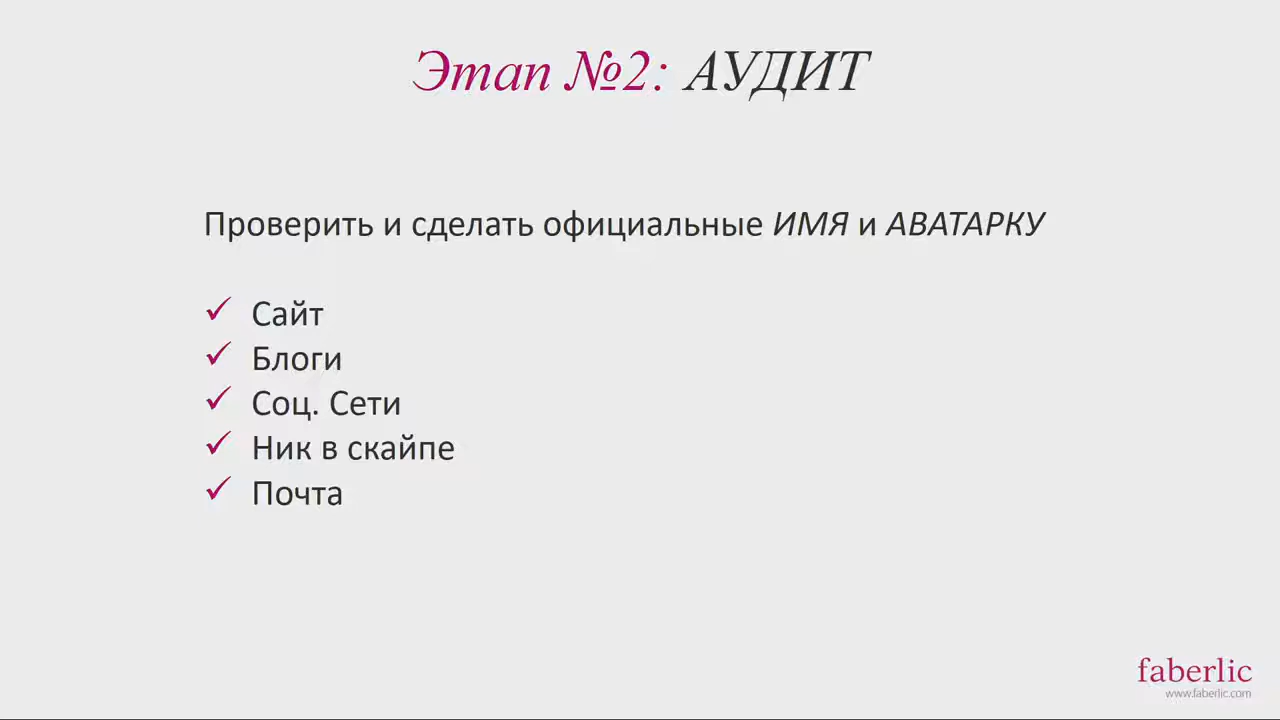 Этап №2: АУДИТ
Проверить и сделать официальные ИМЯ и АВАТАРКУ
✓ Сайт
✓ Блоги
✓ Соц. Сети
✓ Ник в скайпе
✓ Почта
faberlic
www.faberlic.com